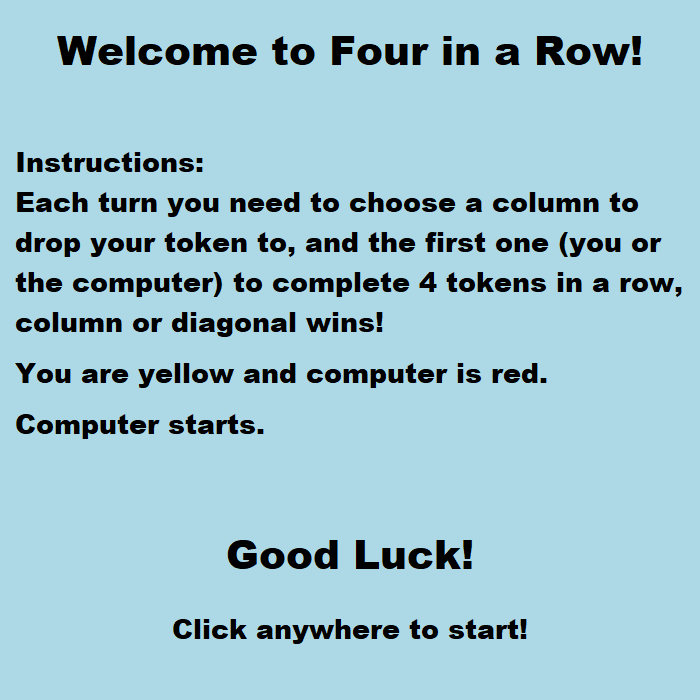 Welcome to Four in a Row!
Instructions:
Each turn you need to choose a column to
drop your token to, and the first one (you or
the computer) to complete 4 tokens in a row,
column or diagonal wins!
You are yellow and computer is red.
Computer starts.
Good Luck!
Click anywhere to start!